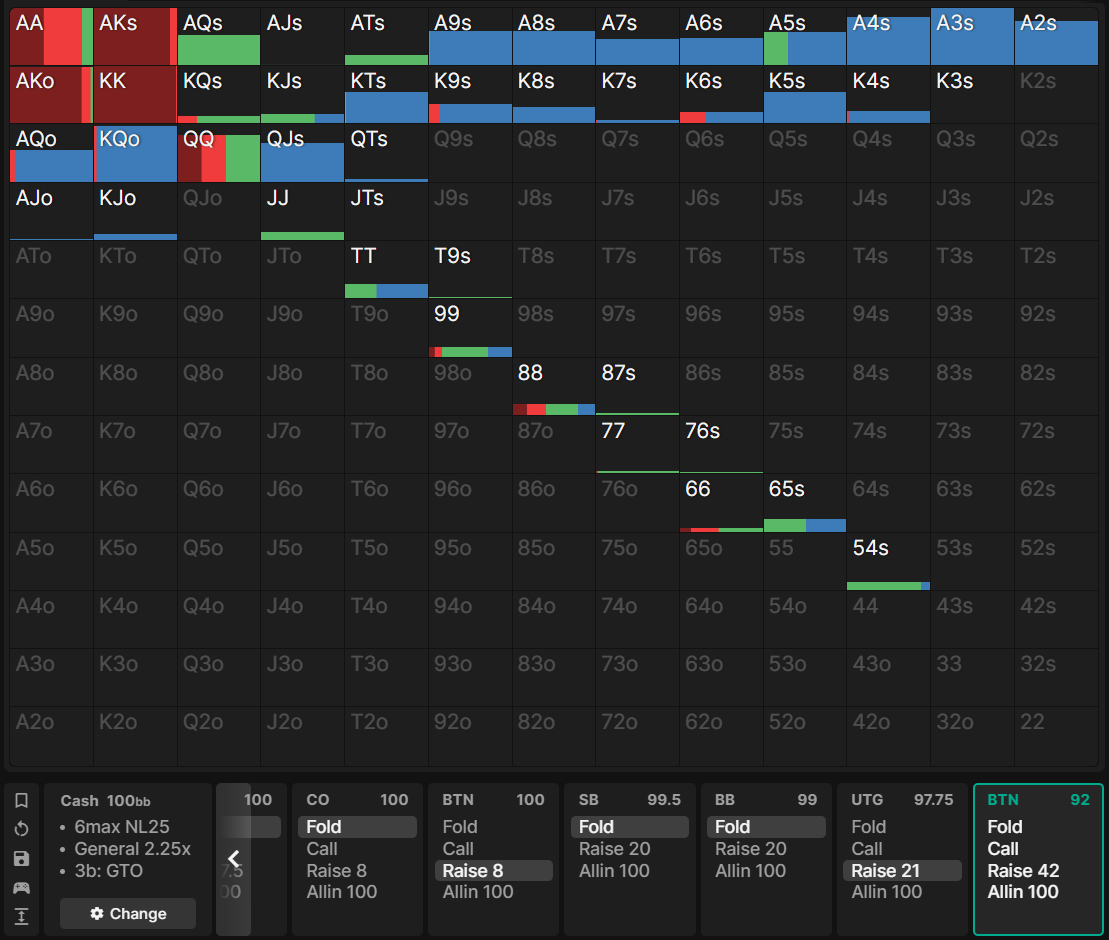 AA AKs AQs AJs ATs A9s A8s A7s A6s A5s A4s A3s A2s
AKo KK KQs KJs KTs K9s K8s K7s K6s K5s K4s K3s K2s
AQo KQo QQ QJs QTs Q9s Q8s Q7s Q6s Q5s Q4s Q3s Q2s
AJo KJo QJo JJ JTs J9s J8s J7s J6s J5s J4s J3s J2s
ATo KTo QTo JTo TT T9s T8s T7s T6s T5s T4s T3s T2s
A9o K9o Q9o J9o T9o 99 98s 97s 96s 95s 94s 93s 92s
A8o K8o Q8o J8o T8o 98o 88 87s 86s 85s 84s 83s 82s
A7o K7o Q7o J7o T7o 97o 87o 77 76s 75s 74s 73s 72s
A6o K6o Q6o J6o T6o 96o 86o 76o 66 65s 64s 63s 62s
A5o K5o Q5o J5o T5o 95o 85o 75o 65o 55 54s 53s 52s
A4o K4o Q4o J4o T4o 94o 84o 74o 64o 54o 44 43s 42s
A3o K3o Q3o J3o T3o 93o 83o 73o 63o 53o 43o 33 32s
A2o K2o Q2o J2o T2o 92o 82o 72o 62o 52o 42o 32o 22
Cash 100bb
• 6max NL25
• General 2.25x
• 3b: GTO
Change
100
7.5
00
CO 100
Fold
Call
Raise 8
Allin 100
BTN 100
Fold
Call
Raise 8
Allin 100
SB 99.5
Fold
Raise 20
Allin 100
BB 99
Fold
Raise 20
Allin 100
UTG 97.75
Fold
Call
Raise 21
Allin 100
BTN 92
Fold
Call
Raise 42
Allin 100